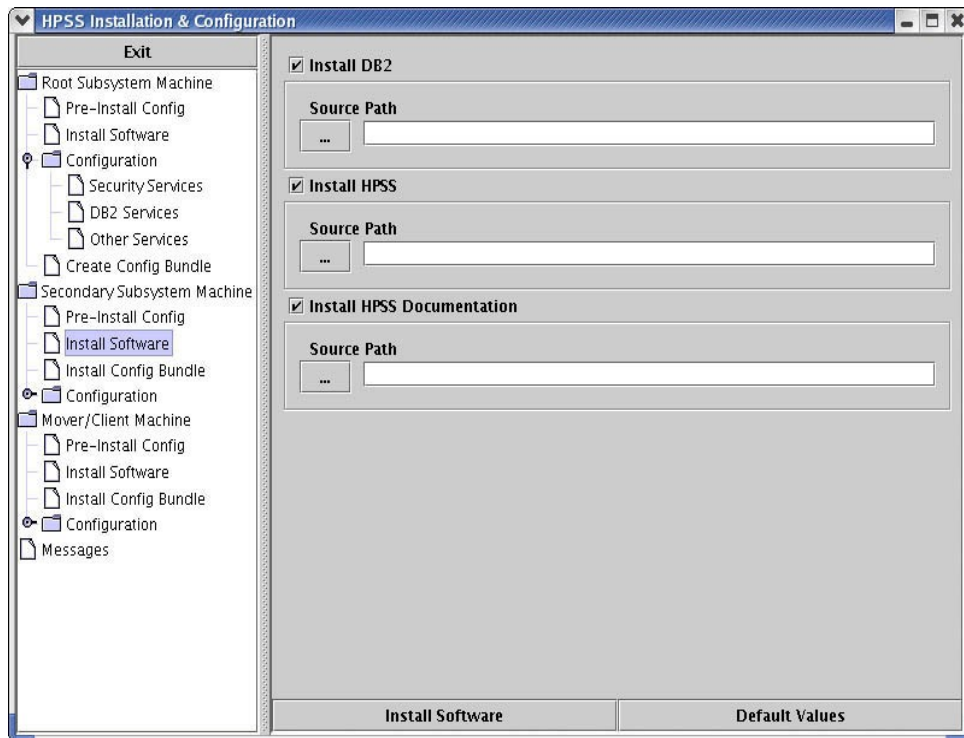 HPSS Installation & Configuration
Exit
Root Subsystem Machine
Pre-Install Config
Install Software
Configuration
Security Services
DB2 Services
Other Services
Create Config Bundle
Secondary Subsystem Machine
Pre-Install Config
Install Software
Install Config Bundle
Configuration
Mover/Client Machine
Pre-Install Config
Install Software
Install Config Bundle
Configuration
Messages
Install DB2
Source Path
...
Install HPSS
Source Path
...
Install HPSS Documentation
Source Path
...
Install Software
Default Values